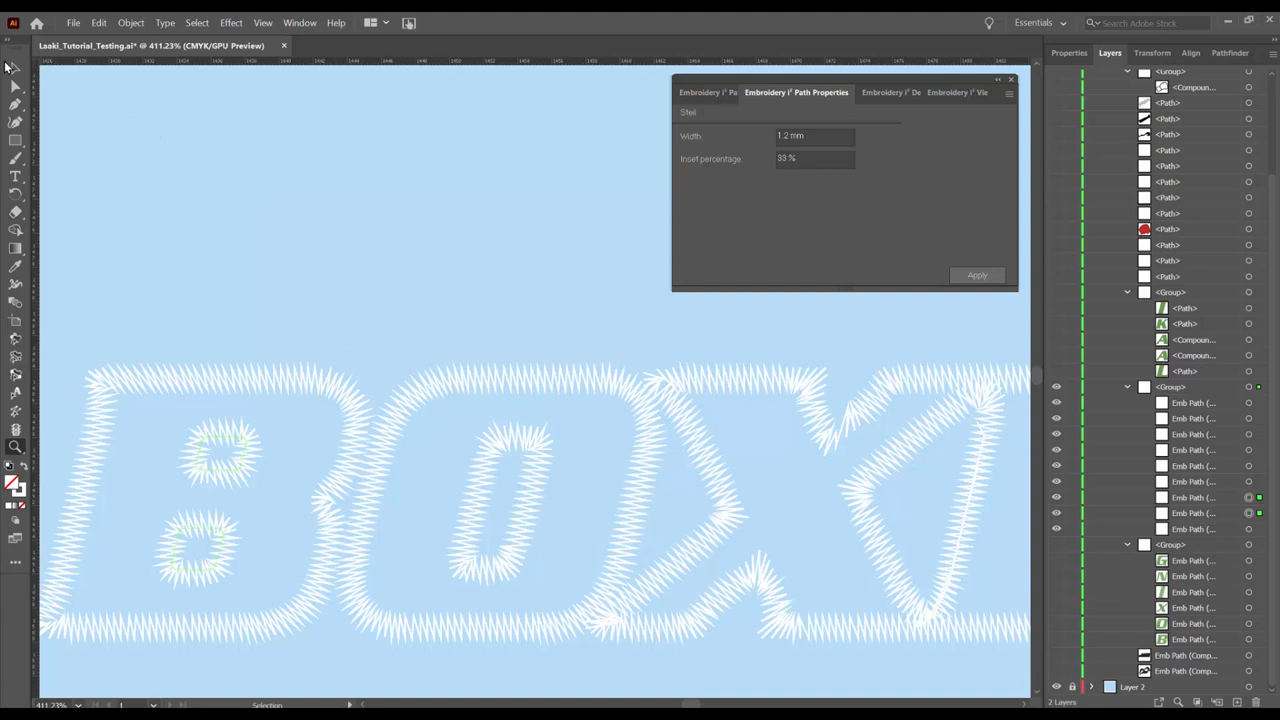 Ai File Edit Object Type Select Effect View Window Help Essentials Search Adobe Stock
Laaki_Tutorial_Testing.ai* @ 411.23% (CMYK/GPU Preview)
Properties Layers Transform Align Pathfinder
Embroidery i² Pa Embroidery i² Path Properties Embroidery i² De Embroidery i² Vie
Steil
Width: 1.2 mm
Inset percentage: 33 %
Apply
BOX
<Group>
<Compoun...
<Path>
<Path>
<Path>
<Path>
<Path>
<Path>
<Path>
<Path>
<Path>
<Path>
<Path>
<Path>
<Group>
<Path>
<Path>
<Compoun...
<Compoun...
<Path>
<Group>
Emb Path (...
Emb Path (...
Emb Path (...
Emb Path (...
Emb Path (...
Emb Path (...
Emb Path (...
Emb Path (...
Emb Path (...
<Group>
Emb Path (...
Emb Path (...
Emb Path (...
Emb Path (...
Emb Path (...
Emb Path (...
Emb Path (Comp...
Emb Path (Comp...
Layer 2
2 Layers
411.23% 1 Selection